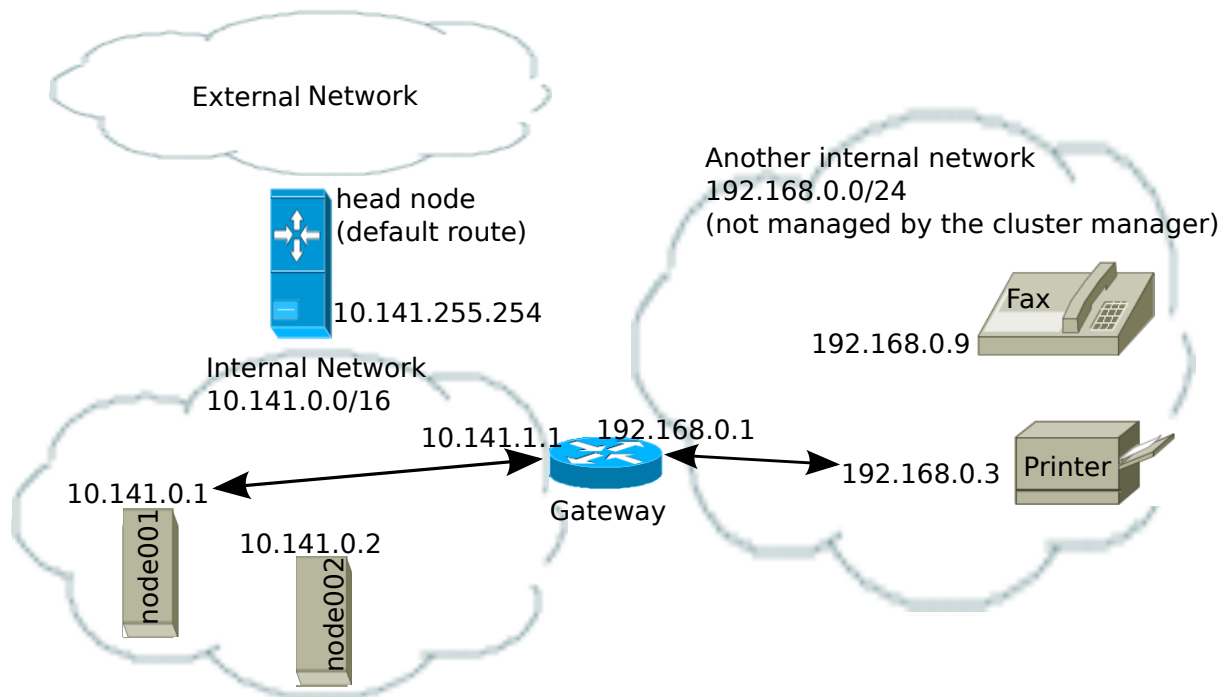 External Network
head node
(default route)
10.141.255.254
Internal Network
10.141.0.0/16
10.141.1.1
10.141.0.1
node001
10.141.0.2
node002
Gateway
192.168.0.1
Another internal network
192.168.0.0/24
(not managed by the cluster manager)
Fax
192.168.0.9
192.168.0.3
Printer